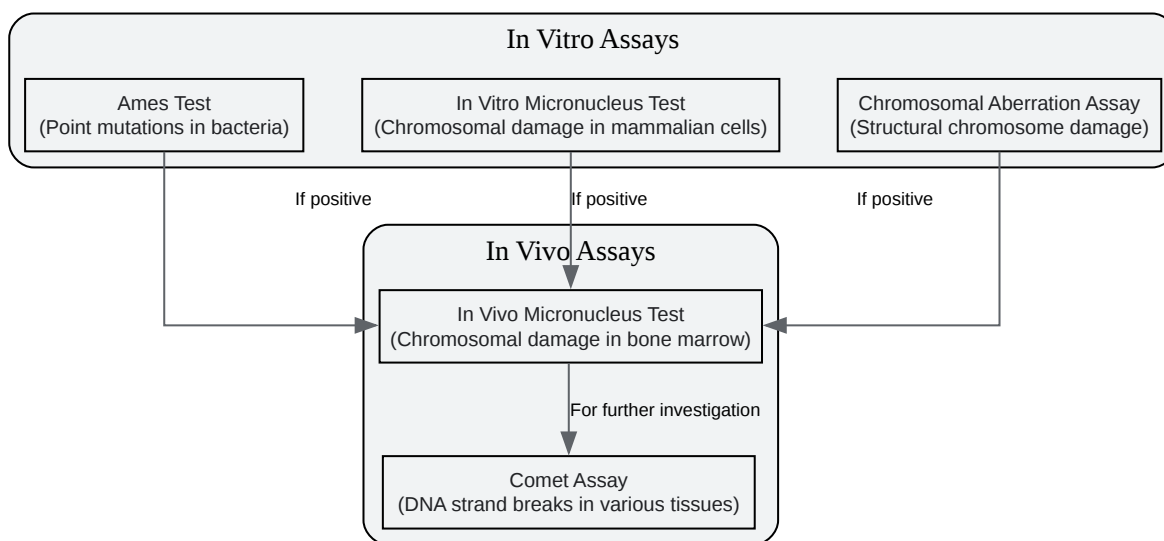 In Vitro Assays
Ames Test
(Point mutations in bacteria)
In Vitro Micronucleus Test
(Chromosomal damage in mammalian cells)
Chromosomal Aberration Assay
(Structural chromosome damage)
If positive
If positive
If positive
In Vivo Assays
In Vivo Micronucleus Test
(Chromosomal damage in bone marrow)
For further investigation
Comet Assay
(DNA strand breaks in various tissues)